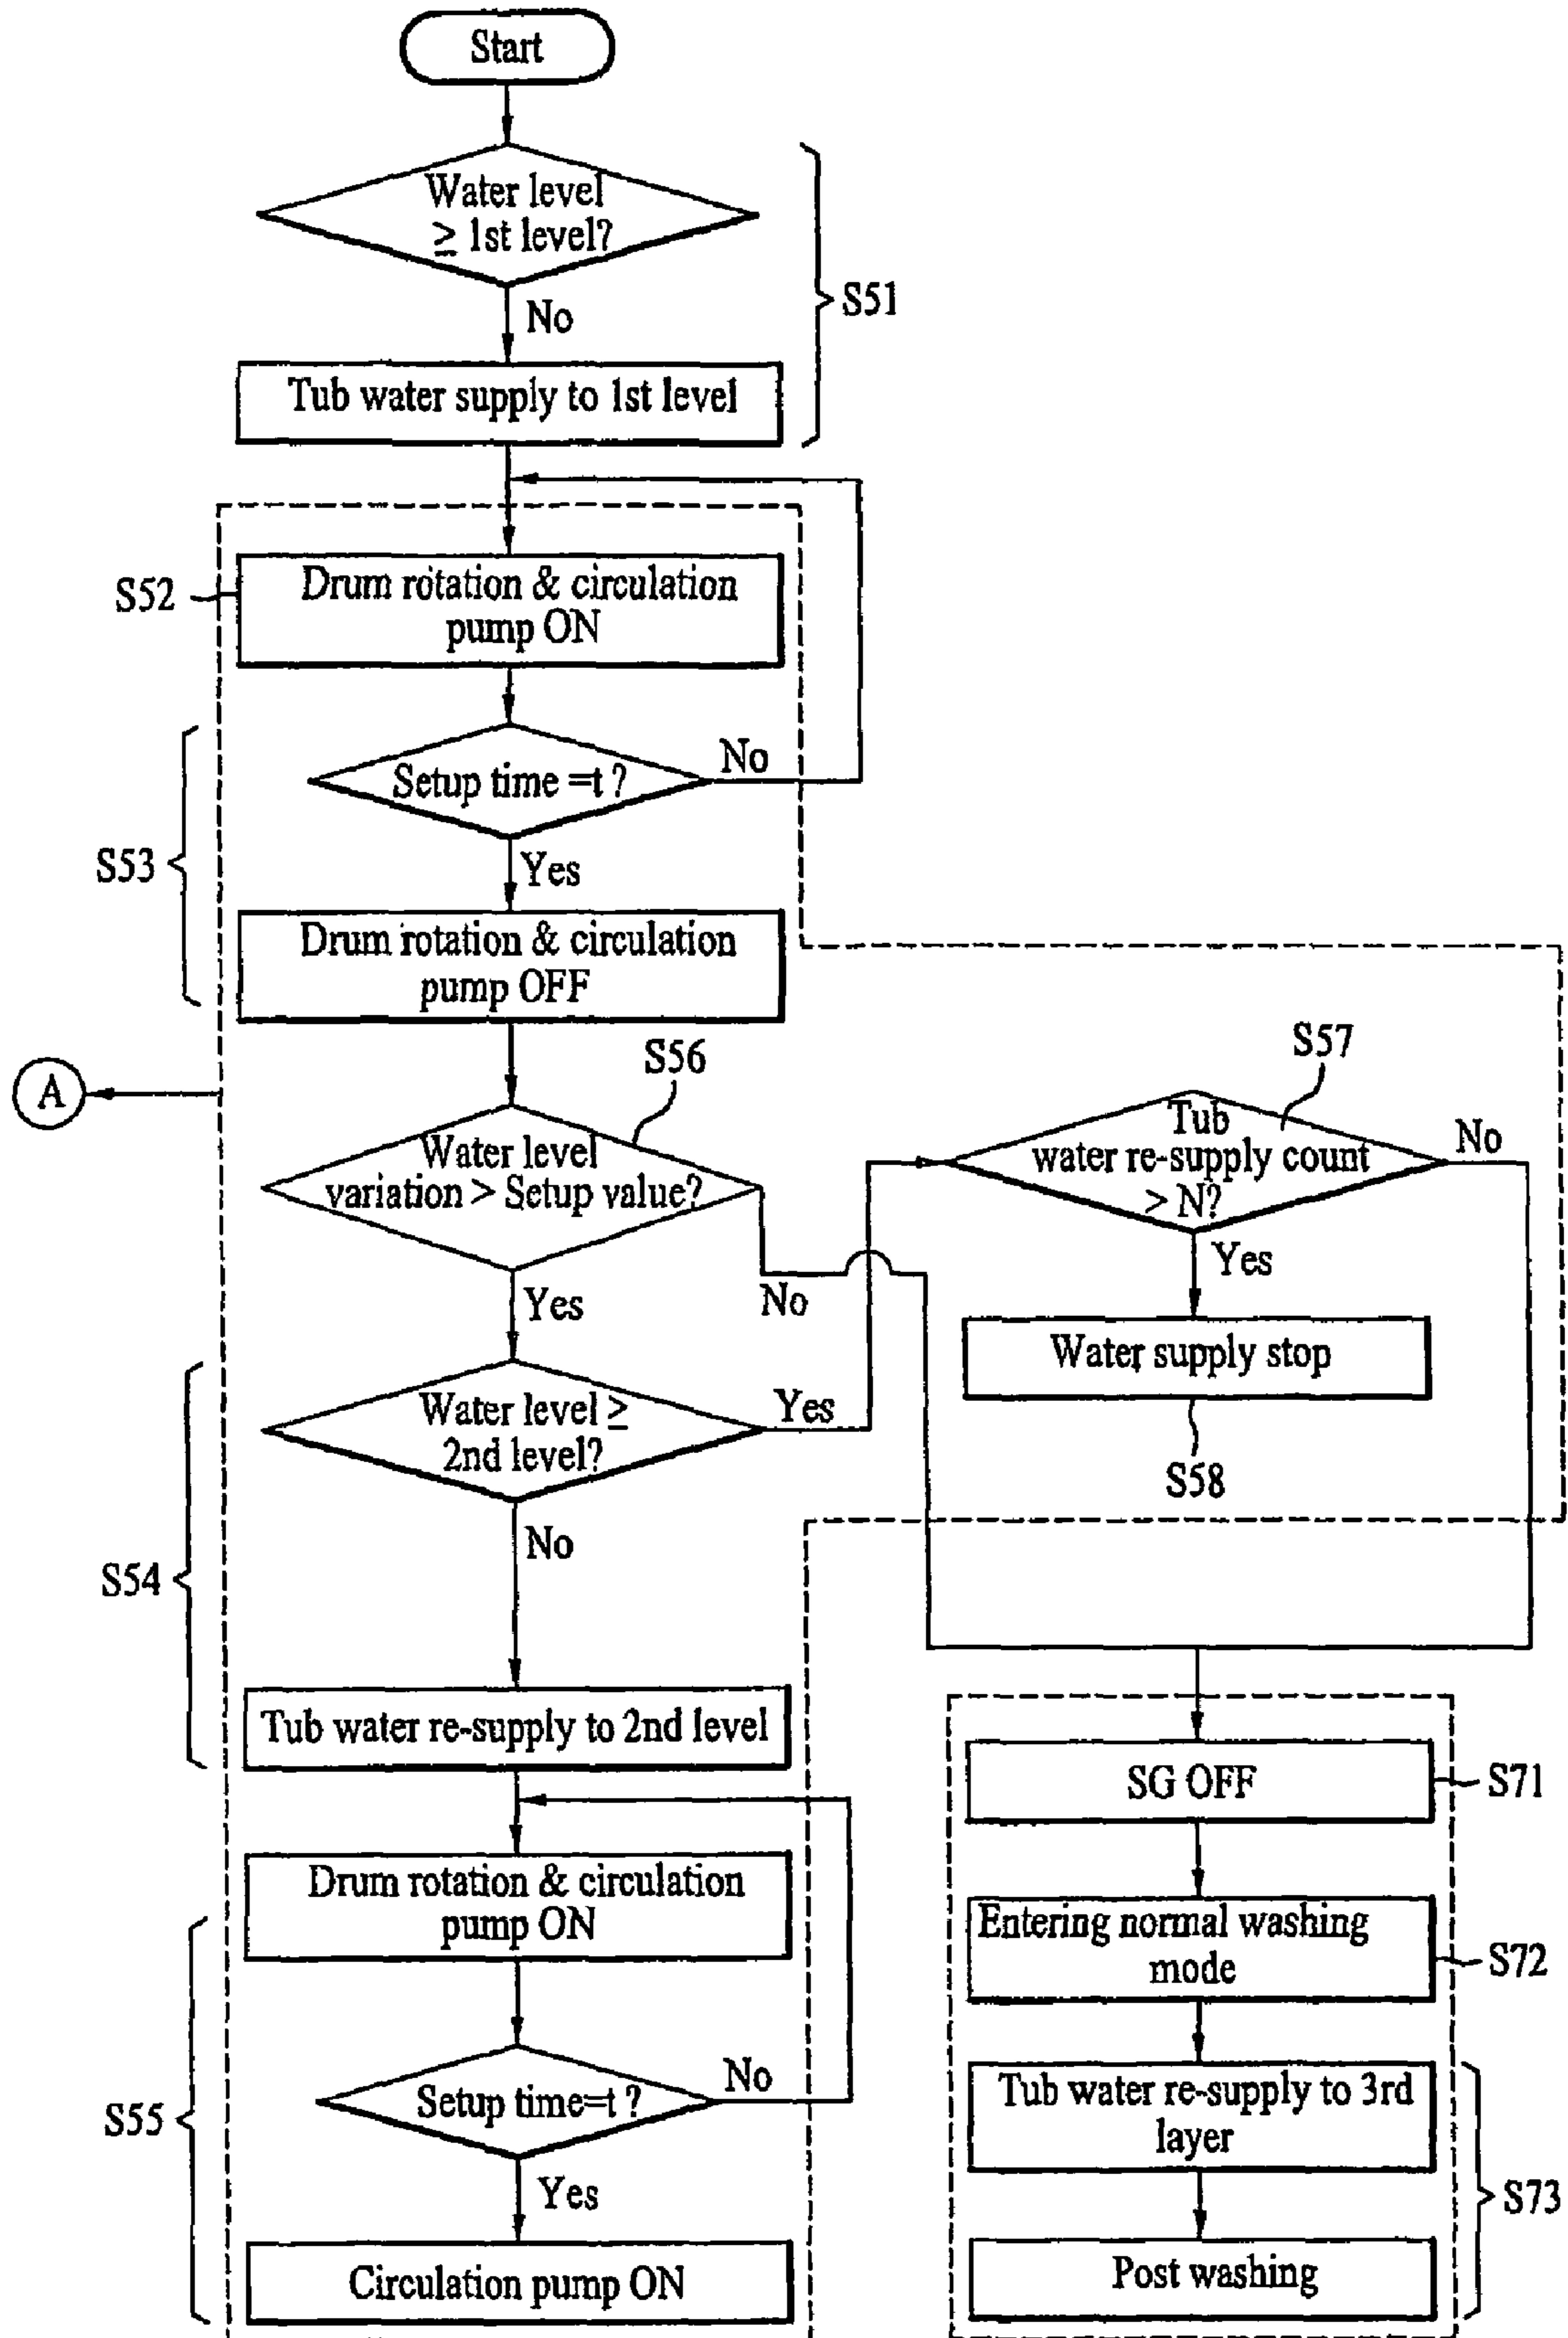 Start
Water level
≥ 1st level?
S51
No
Tub water supply to 1st level
S52
Drum rotation & circulation
pump ON
Setup time =t ?
No
S53
Yes
Drum rotation & circulation
pump OFF
A
S56
Water level
variation > Setup value?
No
Yes
S57
Tub
water re-supply count
> N?
No
Yes
Water supply stop
S58
S54
Water level ≥
2nd level?
Yes
No
Tub water re-supply to 2nd level
Drum rotation & circulation
pump ON
S55
Setup time=t ?
No
Yes
Circulation pump ON
SG OFF
S71
Entering normal washing
mode
S72
Tub water re-supply to 3rd
layer
S73
Post washing